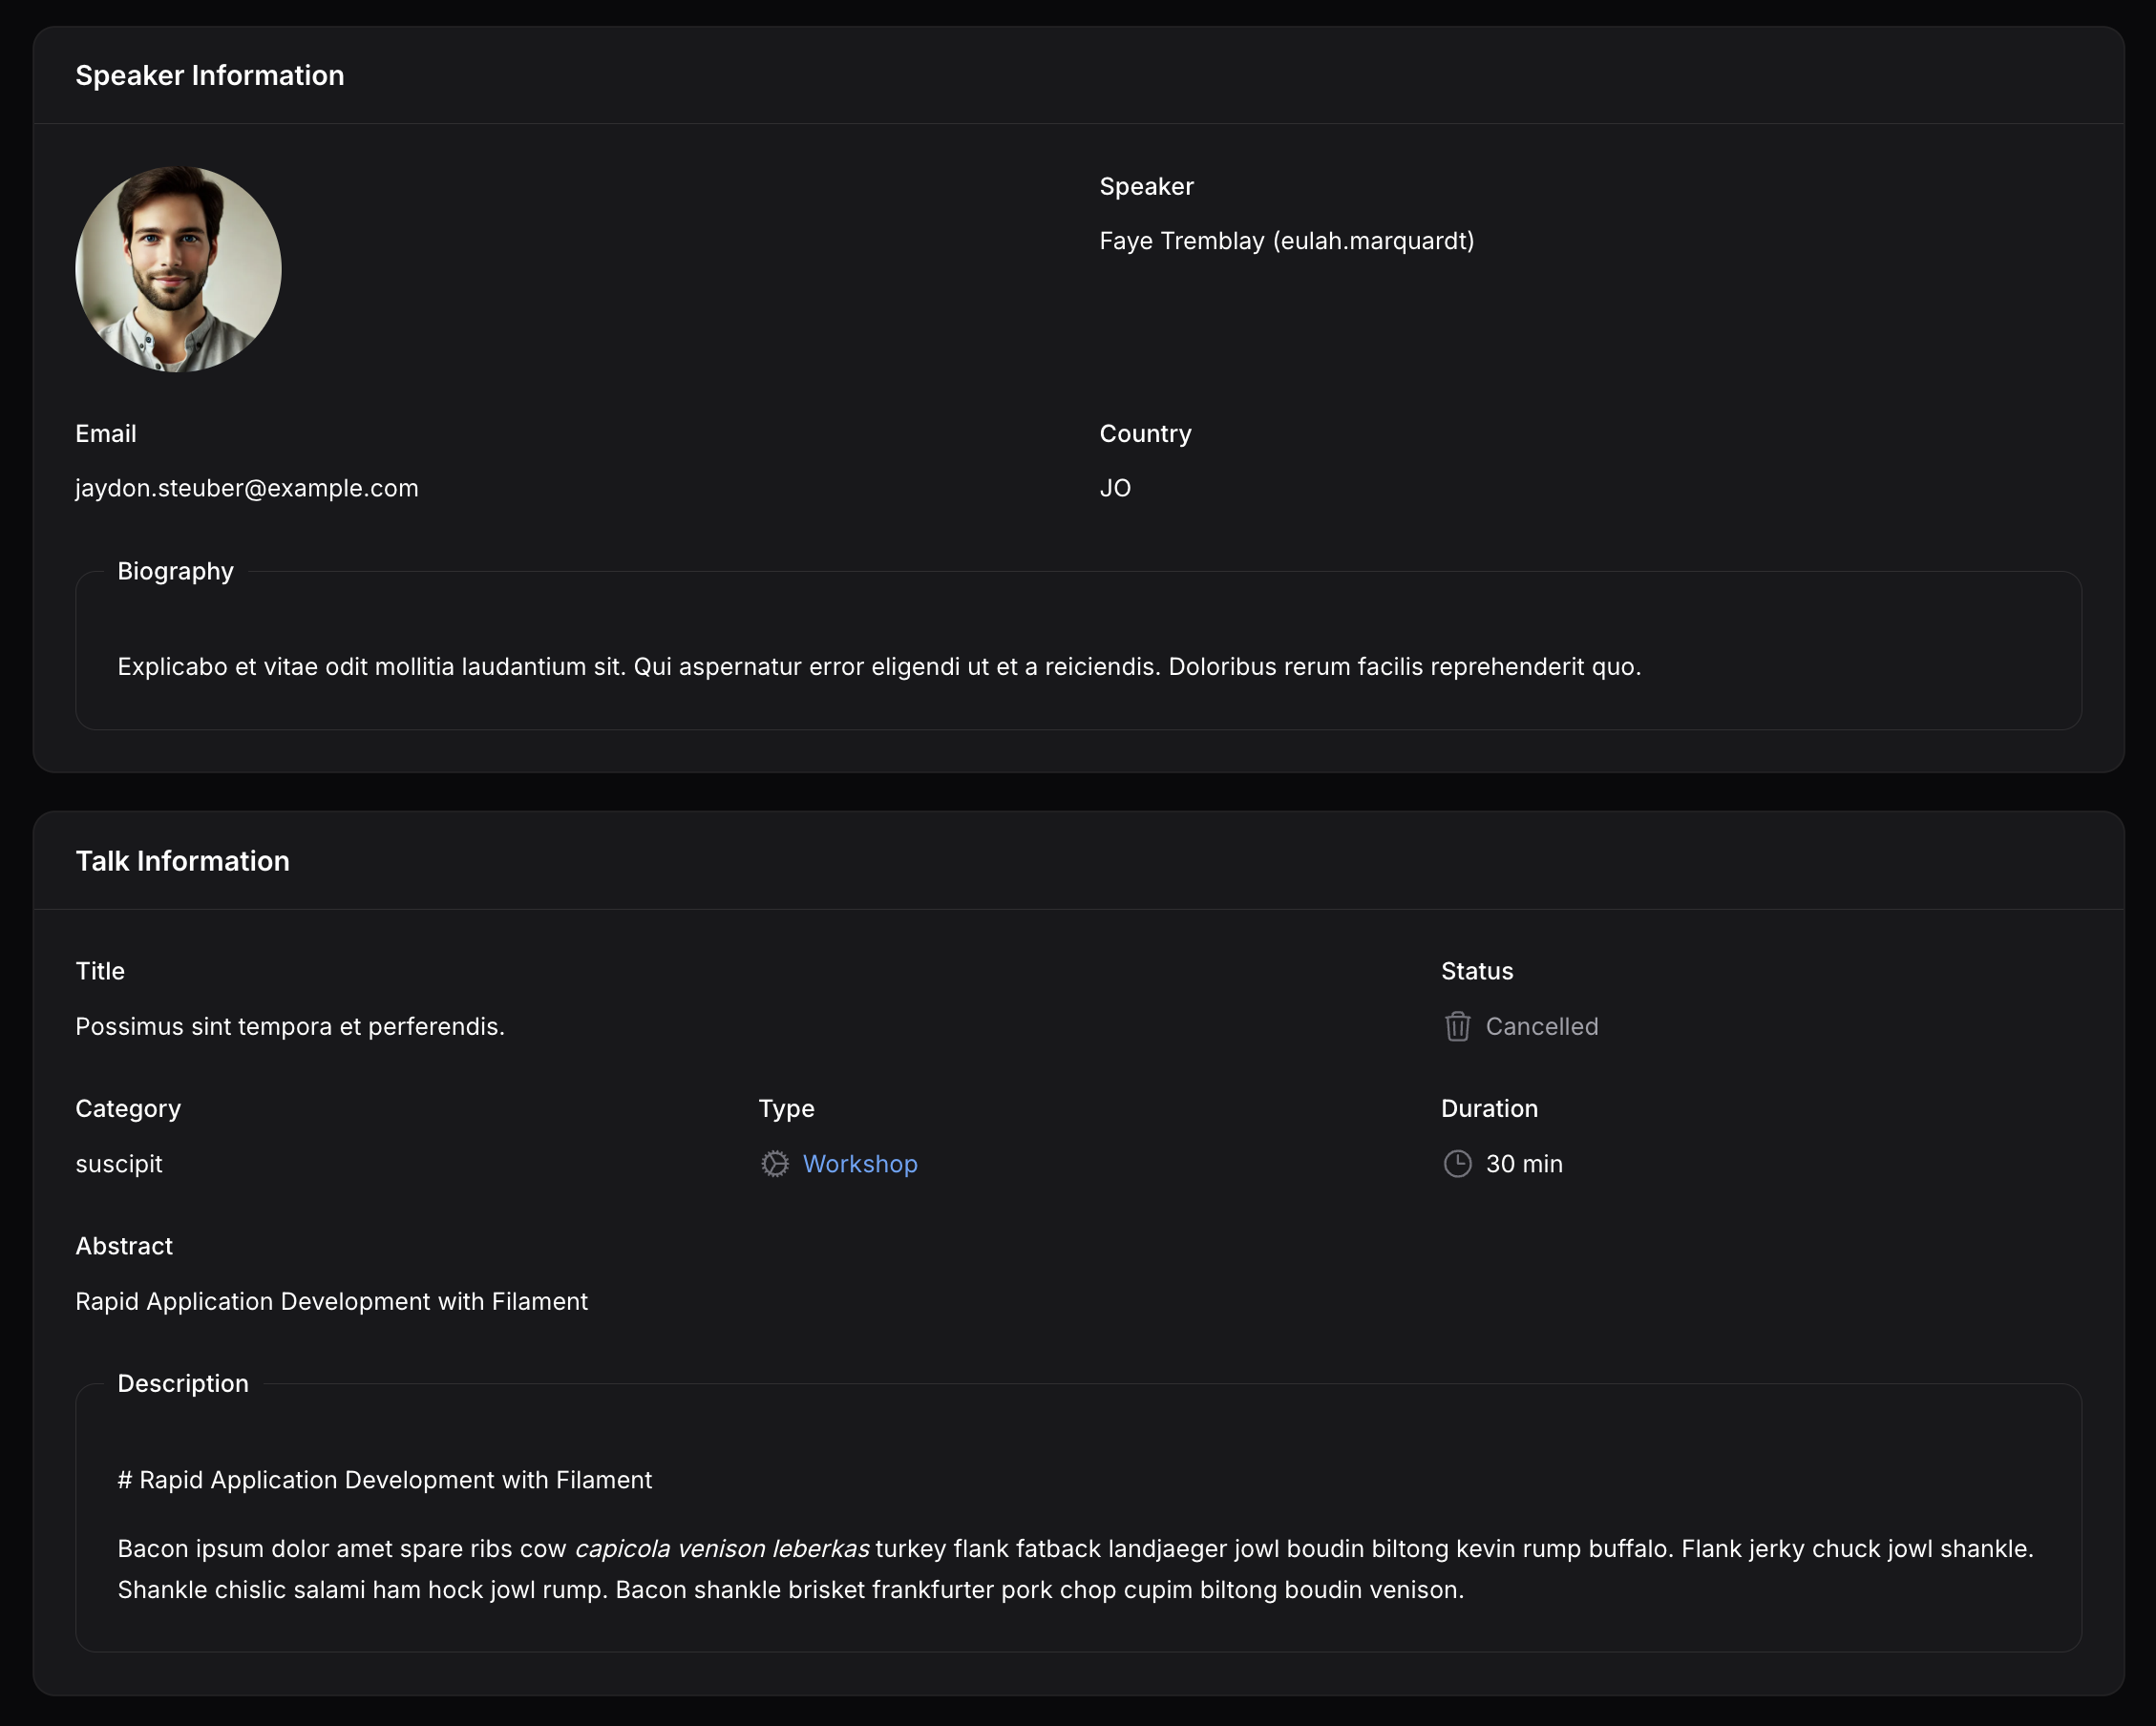 Speaker Information
Speaker
Faye Tremblay (eulah.marquardt)
Email
Country
jaydon.steuber@example.com
JO
Biography
Explicabo et vitae odit mollitia laudantium sit. Qui aspernatur error eligendi ut et a reiciendis. Doloribus rerum facilis reprehenderit quo.
Talk Information
Title
Status
Possimus sint tempora et perferendis.
Cancelled
Category
Type
Duration
suscipit
Workshop
30 min
Abstract
Rapid Application Development with Filament
Description
# Rapid Application Development with Filament
Bacon ipsum dolor amet spare ribs cow capicola venison leberkas turkey flank fatback landjaeger jowl boudin biltong kevin rump buffalo. Flank jerky chuck jowl shankle.
Shankle chislic salami ham hock jowl rump. Bacon shankle brisket frankfurter pork chop cupim biltong boudin venison.